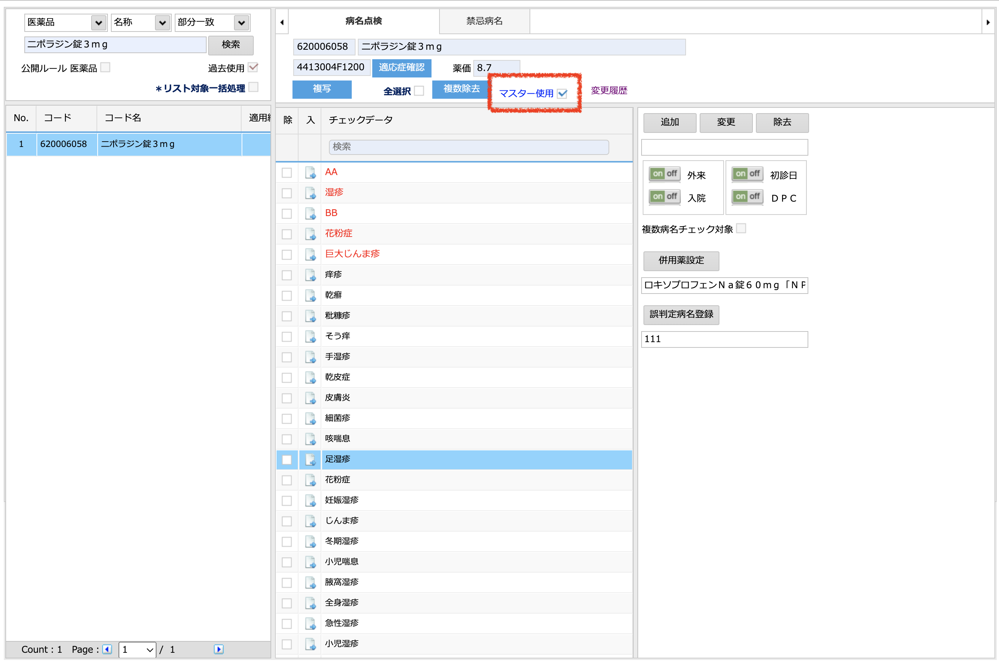 医薬品 名称 部分一致
ニポラジン錠３ｍｇ 検索
公開ルール 医薬品 過去使用
＊リスト対象一括処理
No. コード コード名
1 620006058 ニポラジン錠３ｍｇ
Count : 1 Page : 1 / 1
病名点検 禁忌病名
620006058 ニポラジン錠３ｍｇ
4413004F1200 適応症確認 薬価 8.7
複写 全選択 複数除去 マスター使用 変更履歴
除 入 チェックデータ
検索
AA
湿疹
BB
花粉症
巨大じんま疹
痒疹
乾癬
粃糠疹
そう痒
手湿疹
乾皮症
皮膚炎
細菌疹
咳喘息
足湿疹
花粉症
妊娠湿疹
じんま疹
冬期湿疹
小児喘息
腋窩湿疹
全身湿疹
急性湿疹
小児湿疹
追加 変更 除去
on off 外来 on off 初診日
on off 入院 on off ＤＰＣ
複数病名チェック対象
併用薬設定
ロキソプロフェンＮａ錠６０ｍｇ「ＮＰ
誤判定病名登録
111